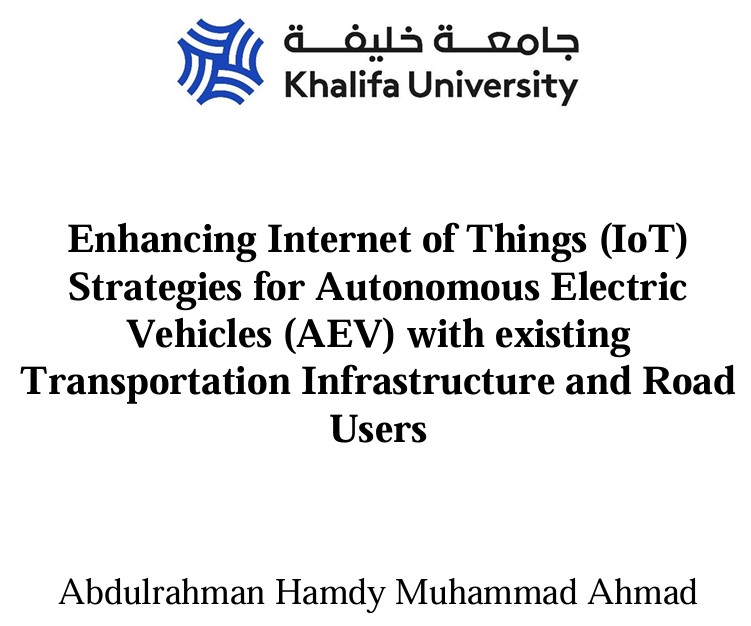 جامعة خليفة
Khalifa University
Enhancing Internet of Things (IoT)
Strategies for Autonomous Electric
Vehicles (AEV) with existing
Transportation Infrastructure and Road
Users
Abdulrahman Hamdy Muhammad Ahmad